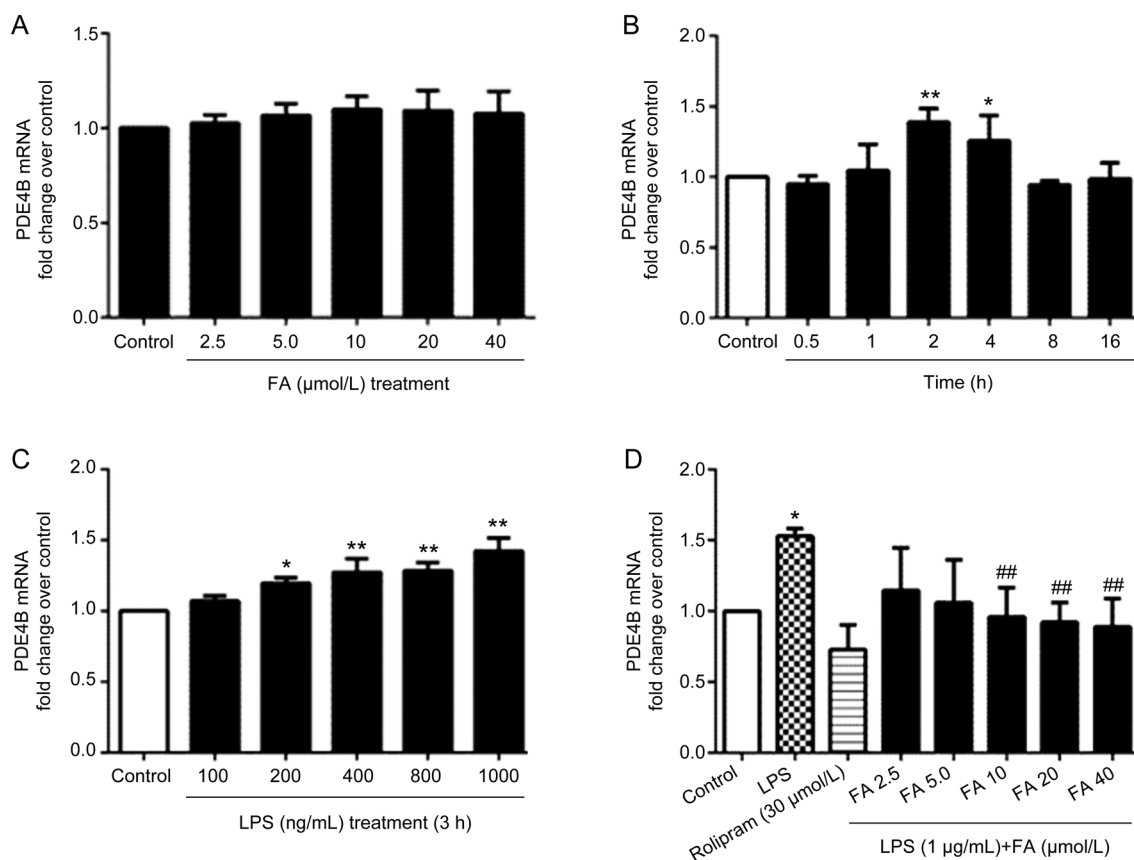 A
PDE4B mRNA
fold change over control
1.5
1.0
0.5
0.0
Control 2.5 5.0 10 20 40
FA (μmol/L) treatment
B
PDE4B mRNA
fold change over control
2.0
1.5
1.0
0.5
0.0
** *
Control 0.5 1 2 4 8 16
Time (h)
C
PDE4B mRNA
fold change over control
2.0
1.5
1.0
0.5
0.0
* ** ** **
Control 100 200 400 800 1000
LPS (ng/mL) treatment (3 h)
D
PDE4B mRNA
fold change over control
2.0
1.5
1.0
0.5
0.0
* ## ## ##
Control LPS Rolipram (30 μmol/L) FA 2.5 FA 5.0 FA 10 FA 20 FA 40
LPS (1 μg/mL)+FA (μmol/L)